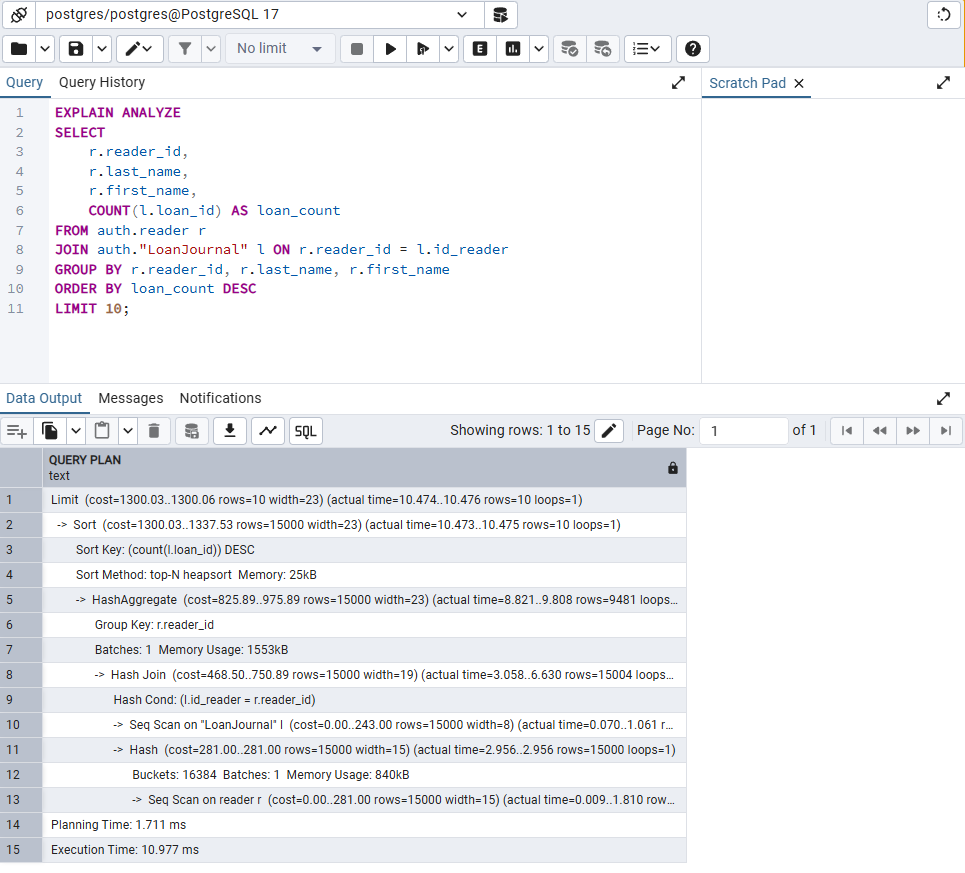 postgres/postgres@PostgreSQL 17
No limit
E
Query
Query History
Scratch Pad
1 EXPLAIN ANALYZE
2 SELECT
3 r.reader_id,
4 r.last_name,
5 r.first_name,
6 COUNT(l.loan_id) AS loan_count
7 FROM auth.reader r
8 JOIN auth."LoanJournal" l ON r.reader_id = l.id_reader
9 GROUP BY r.reader_id, r.last_name, r.first_name
10 ORDER BY loan_count DESC
11 LIMIT 10;
Data Output Messages Notifications
SQL Showing rows: 1 to 15 Page No: 1 of 1
QUERY PLAN
text
1 Limit (cost=1300.03..1300.06 rows=10 width=23) (actual time=10.474..10.476 rows=10 loops=1)
2 -> Sort (cost=1300.03..1337.53 rows=15000 width=23) (actual time=10.473..10.475 rows=10 loops=1)
3 Sort Key: (count(l.loan_id)) DESC
4 Sort Method: top-N heapsort Memory: 25kB
5 -> HashAggregate (cost=825.89..975.89 rows=15000 width=23) (actual time=8.821..9.808 rows=9481 loops...
6 Group Key: r.reader_id
7 Batches: 1 Memory Usage: 1553kB
8 -> Hash Join (cost=468.50..750.89 rows=15000 width=19) (actual time=3.058..6.630 rows=15004 loops...
9 Hash Cond: (l.id_reader = r.reader_id)
10 -> Seq Scan on "LoanJournal" l (cost=0.00..243.00 rows=15000 width=8) (actual time=0.070..1.061 r...
11 -> Hash (cost=281.00..281.00 rows=15000 width=15) (actual time=2.956..2.956 rows=15000 loops=1)
12 Buckets: 16384 Batches: 1 Memory Usage: 840kB
13 -> Seq Scan on reader r (cost=0.00..281.00 rows=15000 width=15) (actual time=0.009..1.810 row...
14 Planning Time: 1.711 ms
15 Execution Time: 10.977 ms